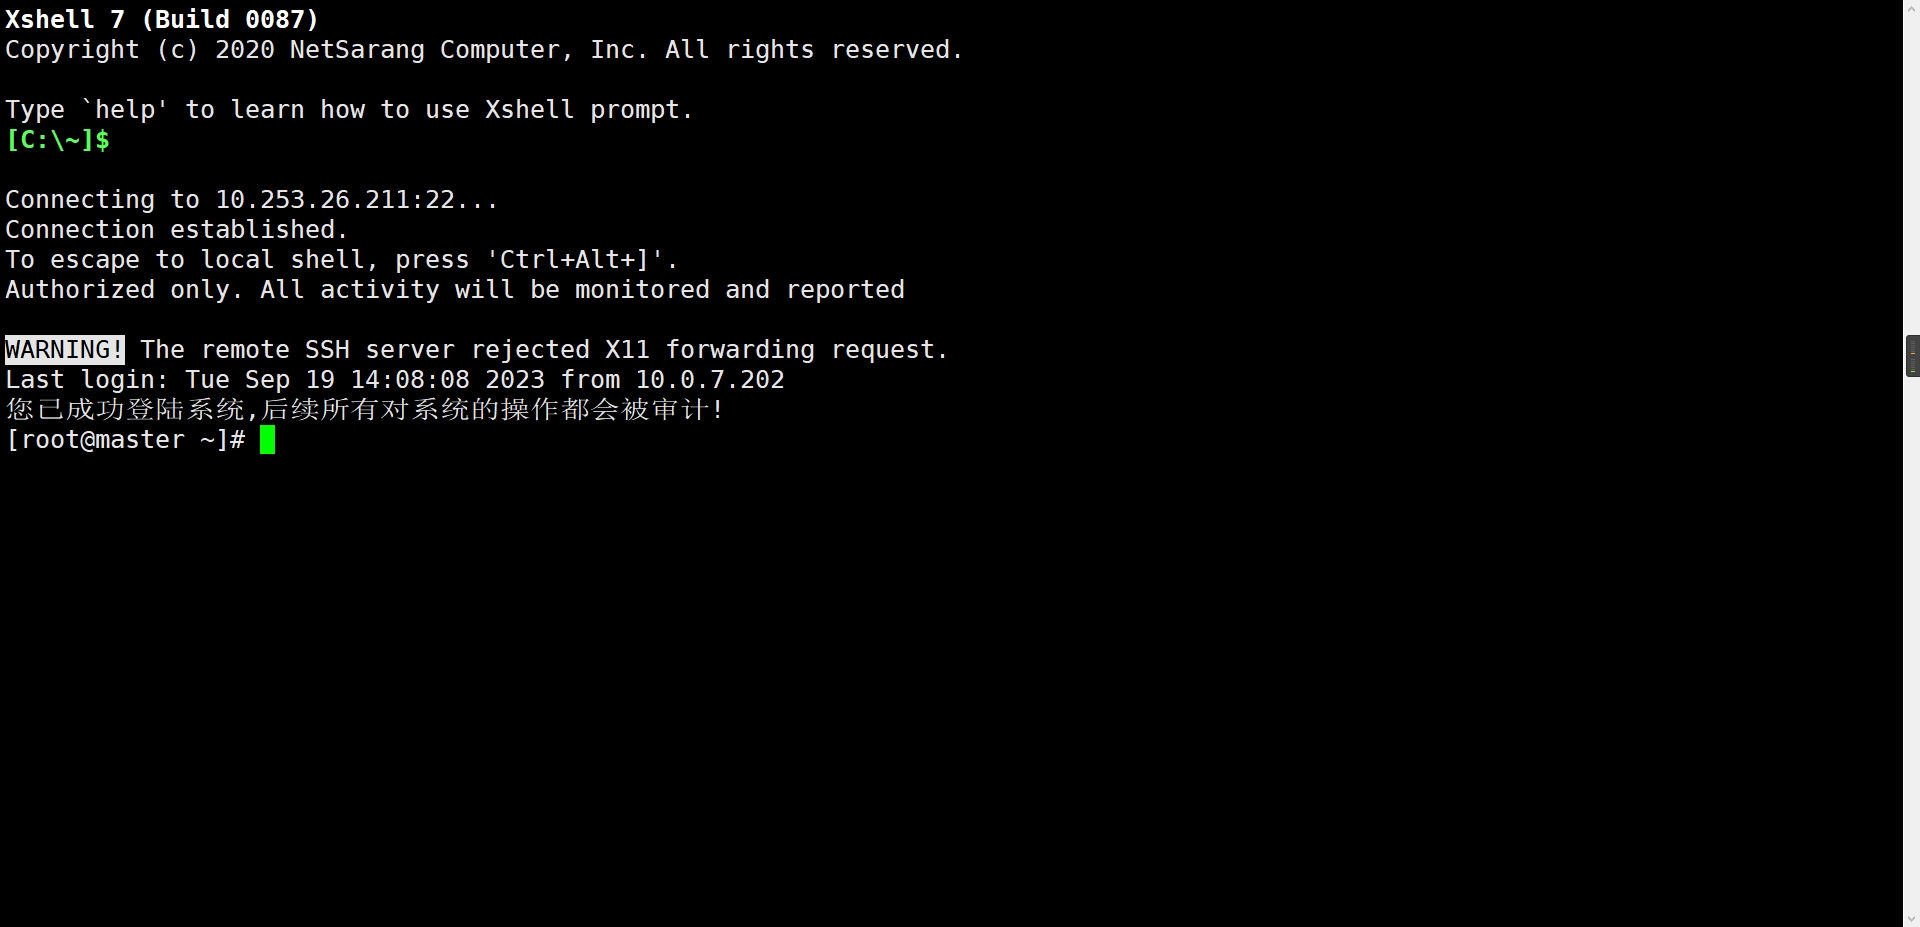 Xshell 7 (Build 0087)
Copyright (c) 2020 NetSarang Computer, Inc. All rights reserved.
Type `help' to learn how to use Xshell prompt.
[C:\~]$
Connecting to 10.253.26.211:22...
Connection established.
To escape to local shell, press 'Ctrl+Alt+]'.
Authorized only. All activity will be monitored and reported
WARNING! The remote SSH server rejected X11 forwarding request.
Last login: Tue Sep 19 14:08:08 2023 from 10.0.7.202
您已成功登陆系统,后续所有对系统的操作都会被审计!
[root@master ~]#